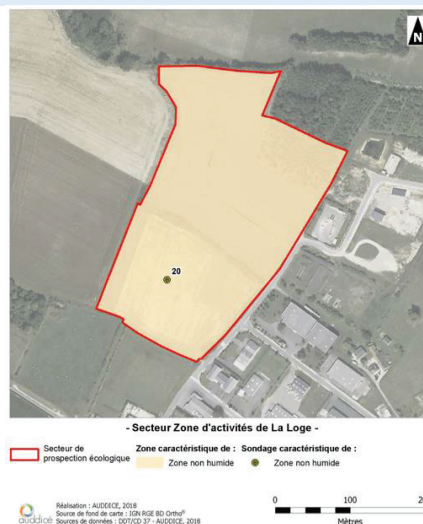 N
20
- Secteur Zone d'activités de La Loge -
Secteur de prospection écologique
Zone caractéristique de :
Zone non humide
Sondage caractéristique de :
Zone non humide
auddicé
Réalisation : AUDDICE, 2018
Source de fond de carte : IGN RGE BD Ortho®
Sources de données : DDT/CD 37 - AUDDICE, 2018
0 100
Mètres